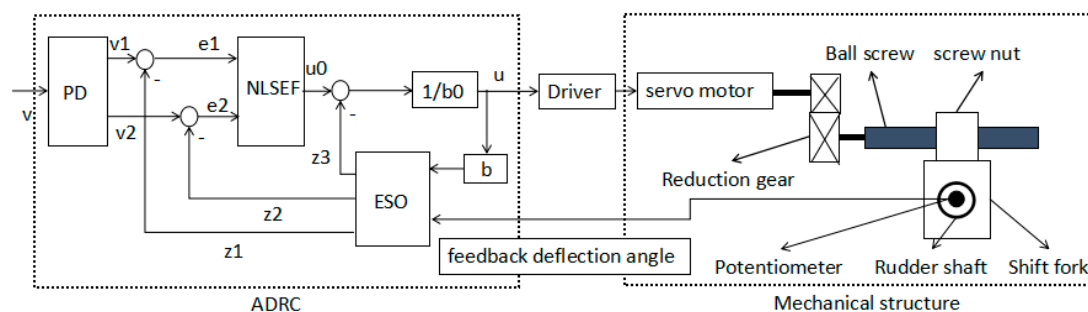 v
PD
v1
v2
-
-
e1
e2
NLSEF
u0
-
1/b0
u
b
z3
ESO
z2
z1
ADRC
Driver
servo motor
Ball screw
screw nut
Reduction gear
feedback deflection angle
Potentiometer
Rudder shaft
Shift fork
Mechanical structure